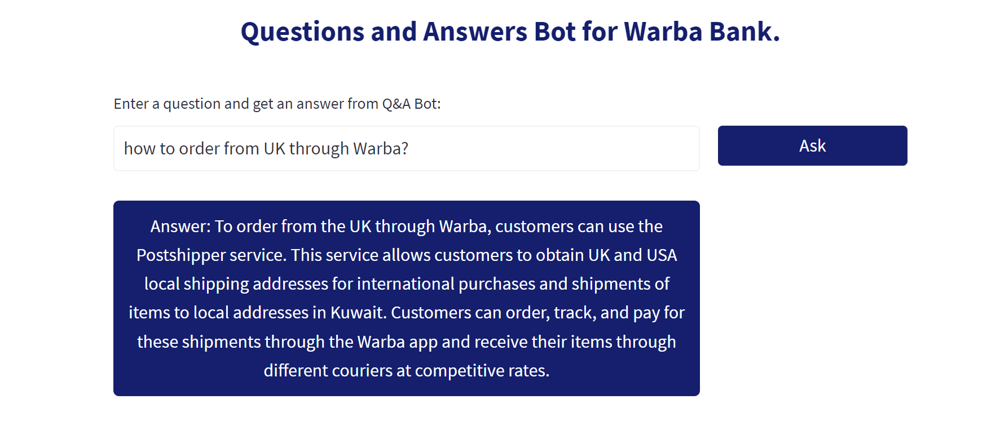 Questions and Answers Bot for Warba Bank.
Enter a question and get an answer from Q&A Bot:
how to order from UK through Warba?
Ask
Answer: To order from the UK through Warba, customers can use the
Postshipper service. This service allows customers to obtain UK and USA
local shipping addresses for international purchases and shipments of
items to local addresses in Kuwait. Customers can order, track, and pay for
these shipments through the Warba app and receive their items through
different couriers at competitive rates.